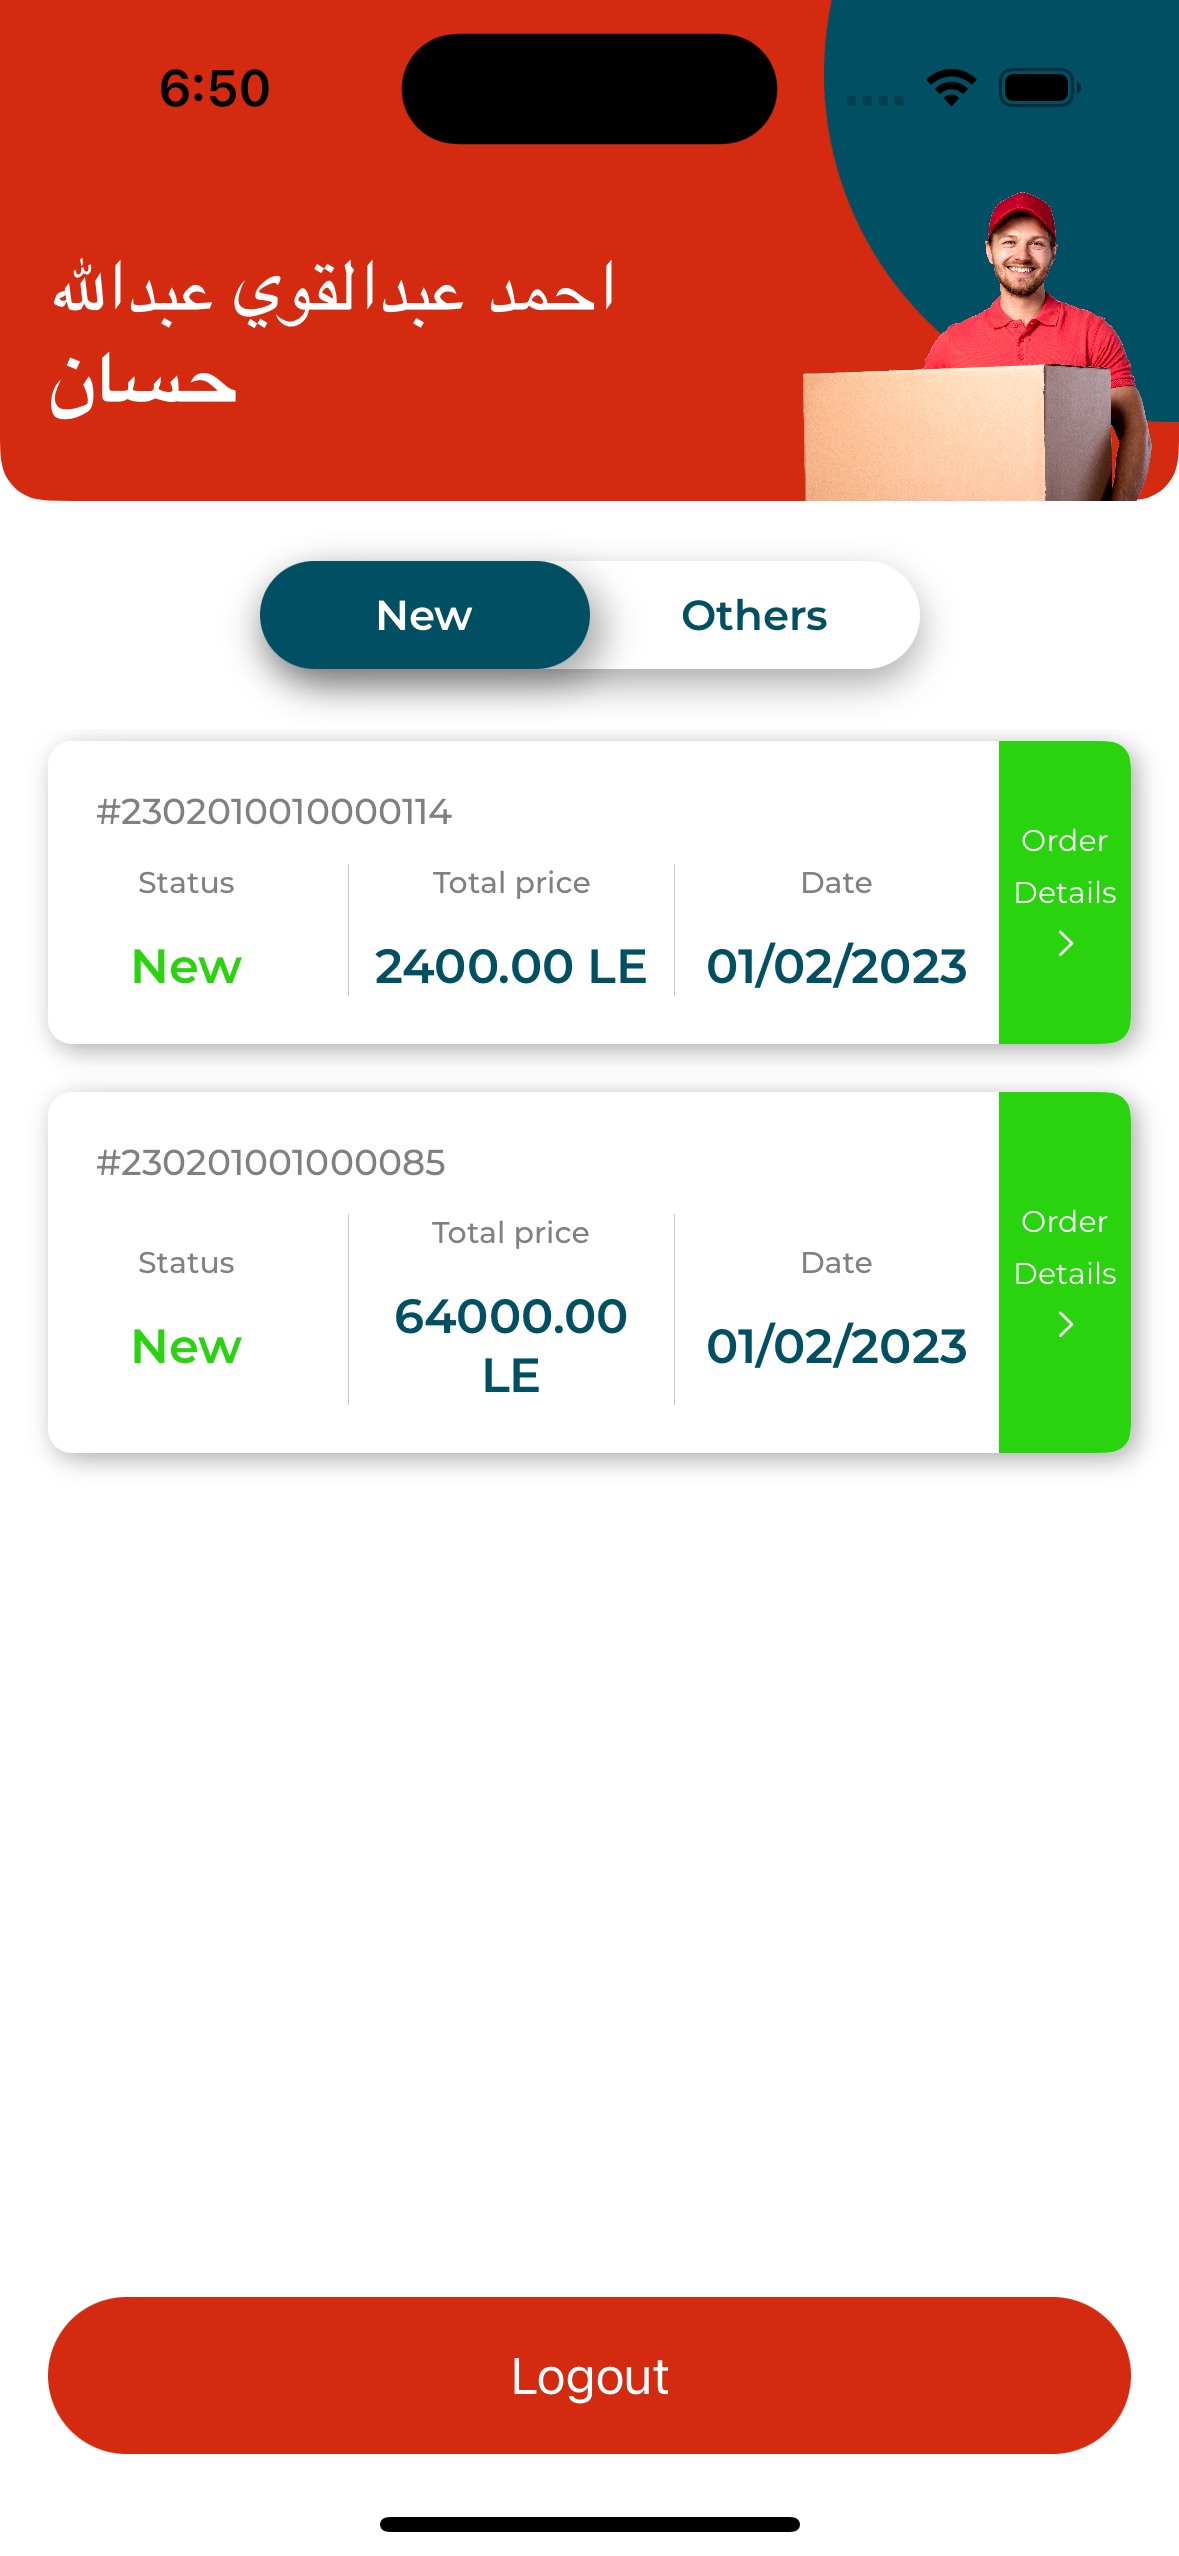 6:50
احمد عبدالقوي عبدالله
حسان
New
Others
#2302010010000114
Status
Total price
Date
New
2400.00 LE
01/02/2023
Order
Details
#230201001000085
Status
Total price
Date
New
64000.00
LE
01/02/2023
Order
Details
Logout